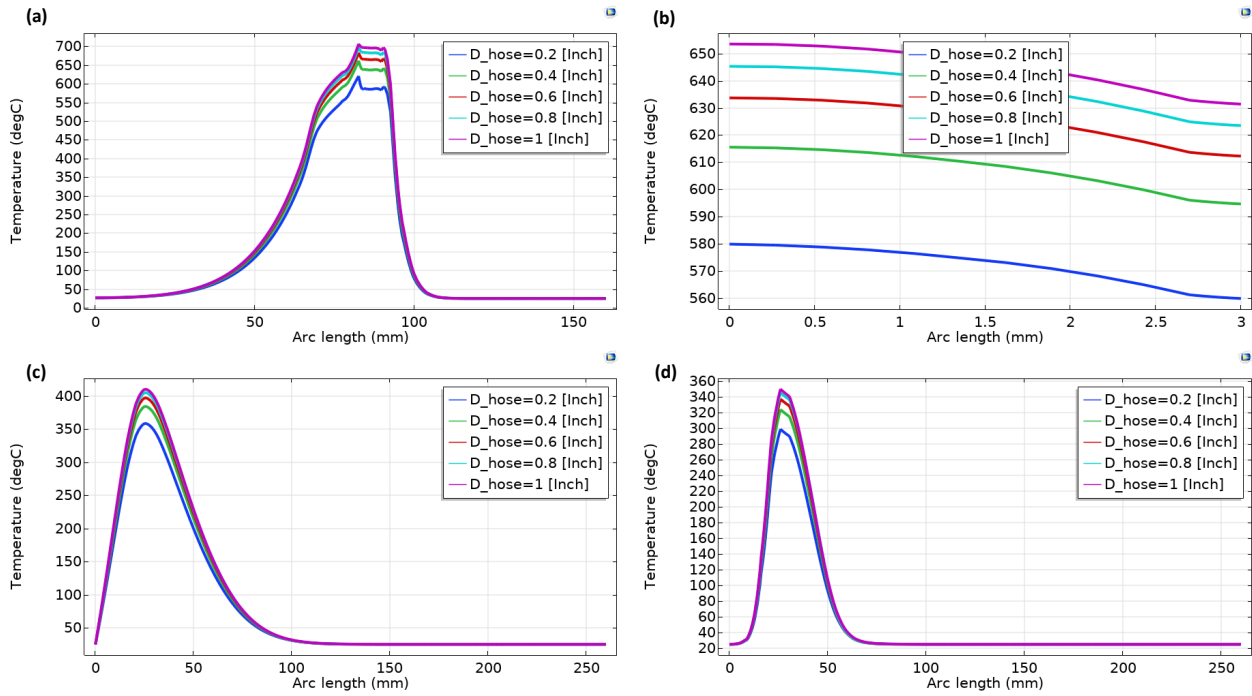 (a)
700
650
600
550
500
450
400
350
300
250
200
150
100
50
0
Temperature (degC)
D_hose=0.2 [Inch]
D_hose=0.4 [Inch]
D_hose=0.6 [Inch]
D_hose=0.8 [Inch]
D_hose=1 [Inch]
0 50 100 150
Arc length (mm)
(b)
650
640
630
620
610
600
590
580
570
560
Temperature (degC)
D_hose=0.2 [Inch]
D_hose=0.4 [Inch]
D_hose=0.6 [Inch]
D_hose=0.8 [Inch]
D_hose=1 [Inch]
0 0.5 1 1.5 2 2.5 3
Arc length (mm)
(c)
400
350
300
250
200
150
100
50
Temperature (degC)
D_hose=0.2 [Inch]
D_hose=0.4 [Inch]
D_hose=0.6 [Inch]
D_hose=0.8 [Inch]
D_hose=1 [Inch]
0 50 100 150 200 250
Arc length (mm)
(d)
360
340
320
300
280
260
240
220
200
180
160
140
120
100
80
60
40
20
Temperature (degC)
D_hose=0.2 [Inch]
D_hose=0.4 [Inch]
D_hose=0.6 [Inch]
D_hose=0.8 [Inch]
D_hose=1 [Inch]
0 50 100 150 200 250
Arc length (mm)